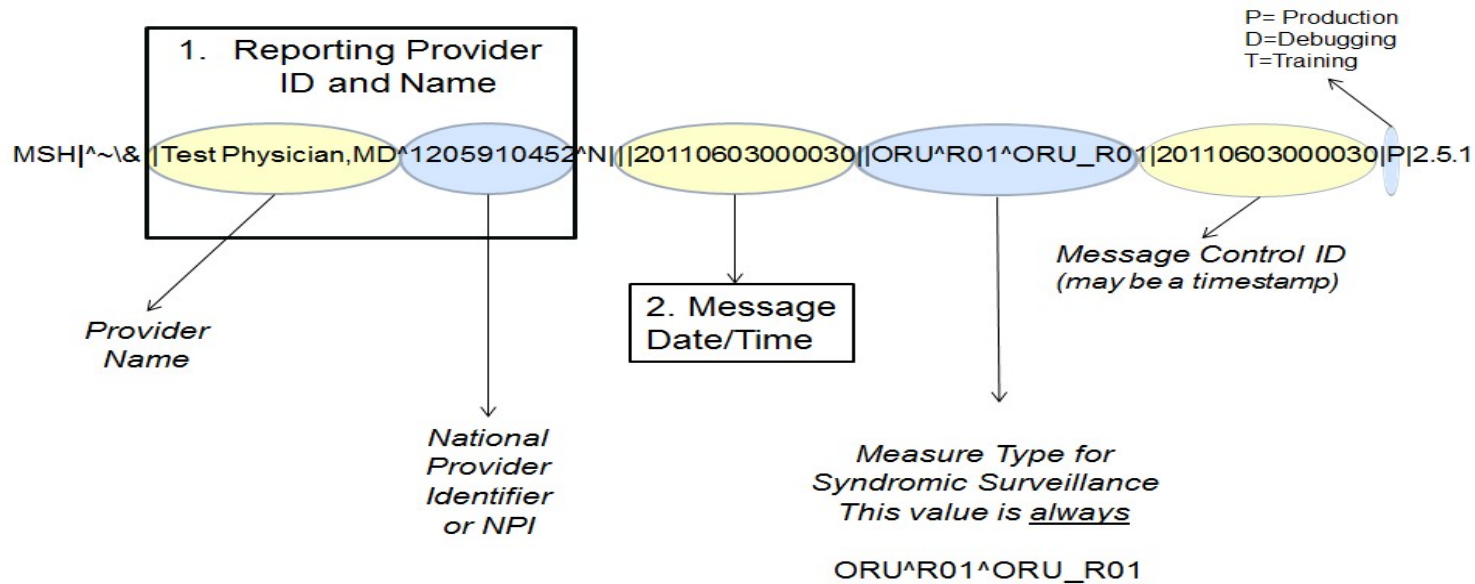 P= Production
D=Debugging
T=Training
1. Reporting Provider
ID and Name
MSH|^~\& |Test Physician,MD^1205910452^N||||20110603000030||ORU^R01^ORU_R01|20110603000030|P|2.5.1
Provider
Name
National
Provider
Identifier
or NPI
2. Message
Date/Time
Measure Type for
Syndromic Surveillance
This value is always
ORU^R01^ORU_R01
Message Control ID
(may be a timestamp)